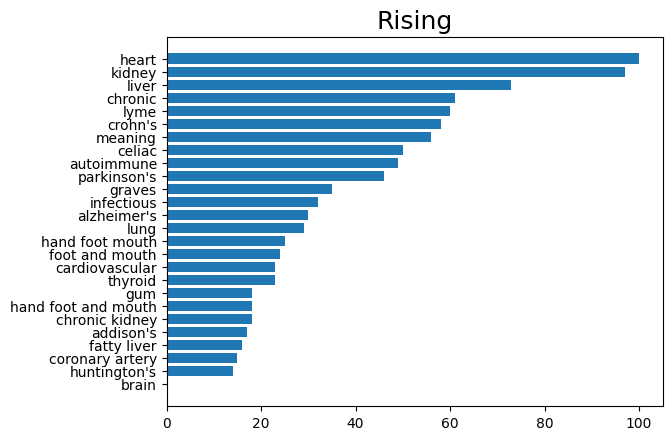 Rising
heart
kidney
liver
chronic
lyme
crohn's
meaning
celiac
autoimmune
parkinson's
graves
infectious
alzheimer's
lung
hand foot mouth
foot and mouth
cardiovascular
thyroid
gum
hand foot and mouth
chronic kidney
addison's
fatty liver
coronary artery
huntington's
brain
0 20 40 60 80 100